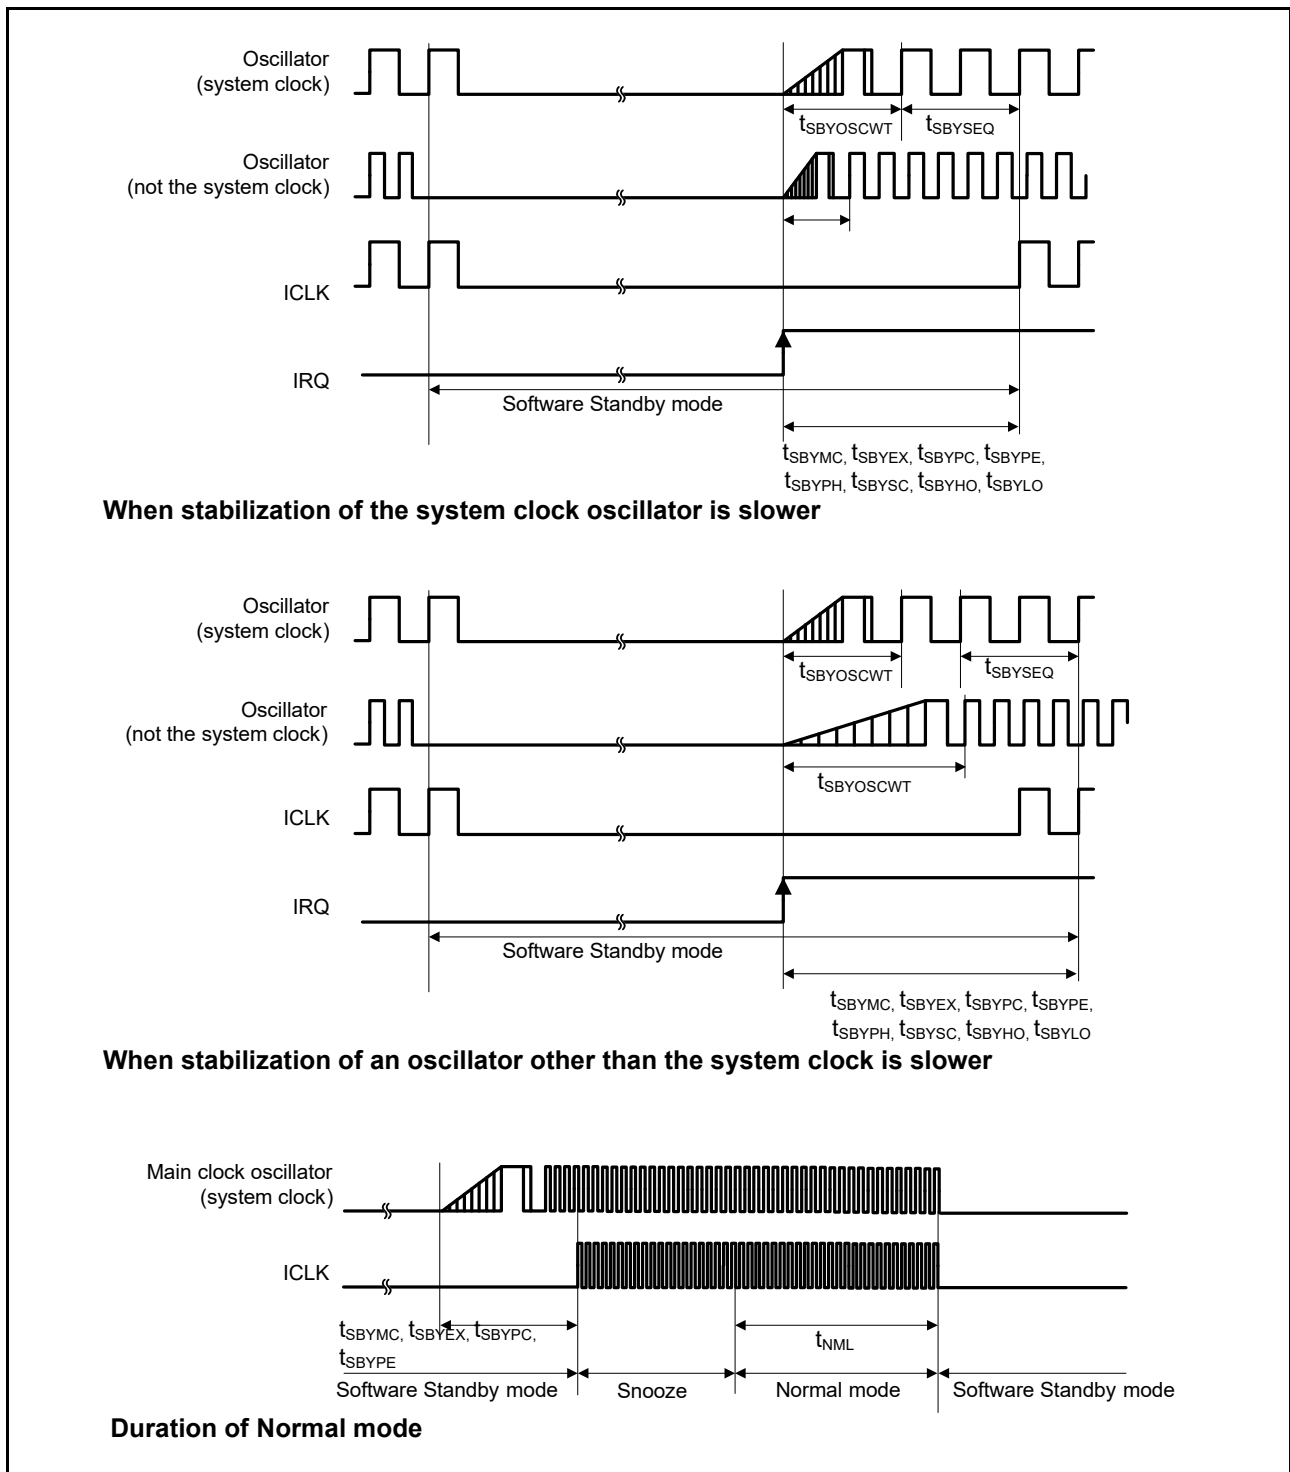 Oscillator
(system clock)
tSBYOSCWT tSBYSEQ
Oscillator
(not the system clock)
ICLK
IRQ
Software Standby mode
tSBYMC, tSBYEX, tSBYPC, tSBYPE,
tSBYPH, tSBYSC, tSBYHO, tSBYLO
When stabilization of the system clock oscillator is slower
Oscillator
(system clock)
tSBYOSCWT tSBYSEQ
Oscillator
(not the system clock)
tSBYOSCWT
ICLK
IRQ
Software Standby mode
tSBYMC, tSBYEX, tSBYPC, tSBYPE,
tSBYPH, tSBYSC, tSBYHO, tSBYLO
When stabilization of an oscillator other than the system clock is slower
Main clock oscillator
(system clock)
ICLK
tSBYMC, tSBYEX, tSBYPC,
tSBYPE
tNML
Software Standby mode Snooze Normal mode Software Standby mode
Duration of Normal mode